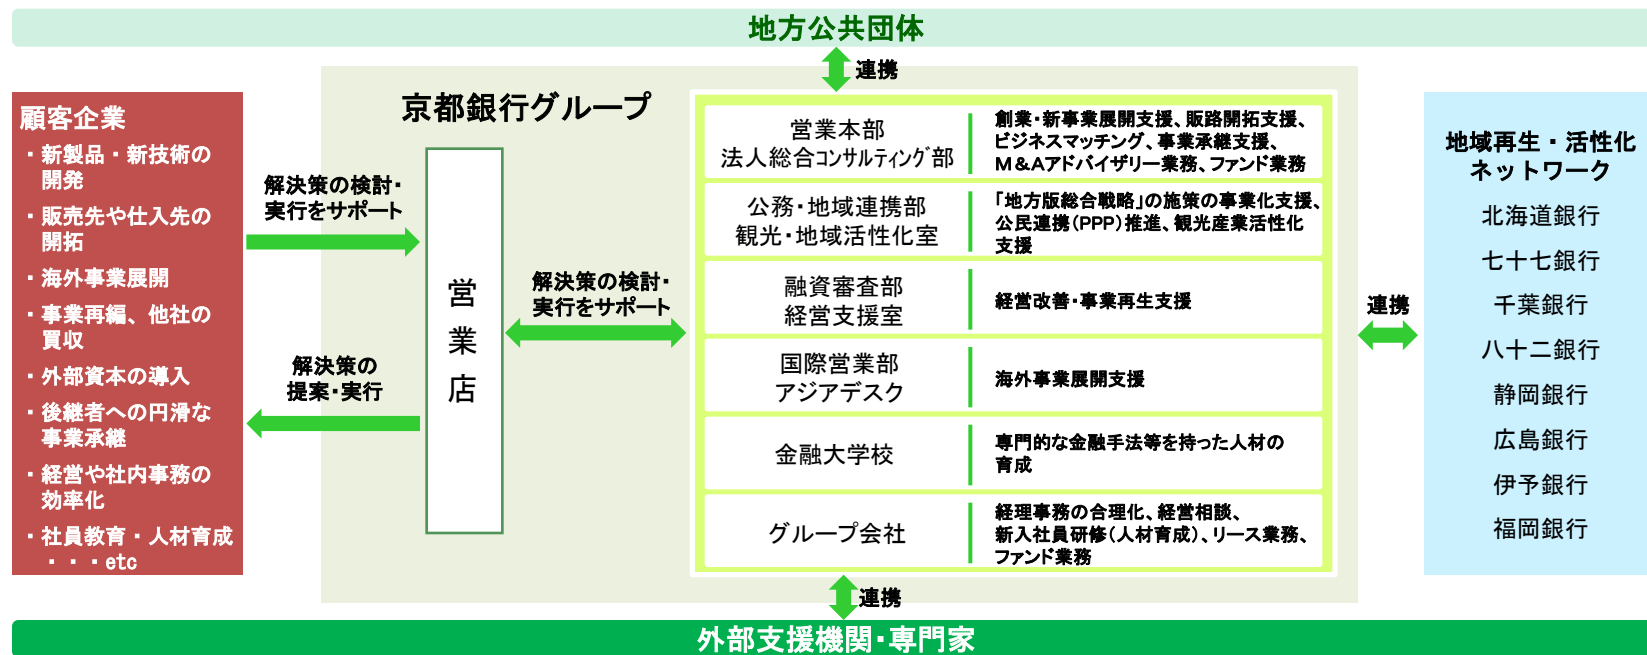 地方公共団体
連携
顧客企業
・新製品・新技術の
開発
・販売先や仕入先の
開拓
・海外事業展開
・事業再編、他社の
買収
・外部資本の導入
・後継者への円滑な
事業承継
・経営や社内事務の
効率化
・社員教育・人材育成
・・・etc
解決策の検討・
実行をサポート
解決策の
提案・実行
京都銀行グループ
営業店
解決策の検討・
実行をサポート
営業本部
法人総合コンサルティング部
創業・新事業展開支援、販路開拓支援、
ビジネスマッチング、事業承継支援、
M&Aアドバイザリー業務、ファンド業務
公務・地域連携部
観光・地域活性化室
「地方版総合戦略」の施策の事業化支援、
公民連携(PPP)推進、観光産業活性化
支援
融資審査部
経営支援室
経営改善・事業再生支援
国際営業部
アジアデスク
海外事業展開支援
金融大学校
専門的な金融手法等を持った人材の
育成
グループ会社
経理事務の合理化、経営相談、
新入社員研修(人材育成)、リース業務、
ファンド業務
連携
地域再生・活性化
ネットワーク
北海道銀行
七十七銀行
千葉銀行
八十二銀行
静岡銀行
広島銀行
伊予銀行
福岡銀行
連携
外部支援機関・専門家